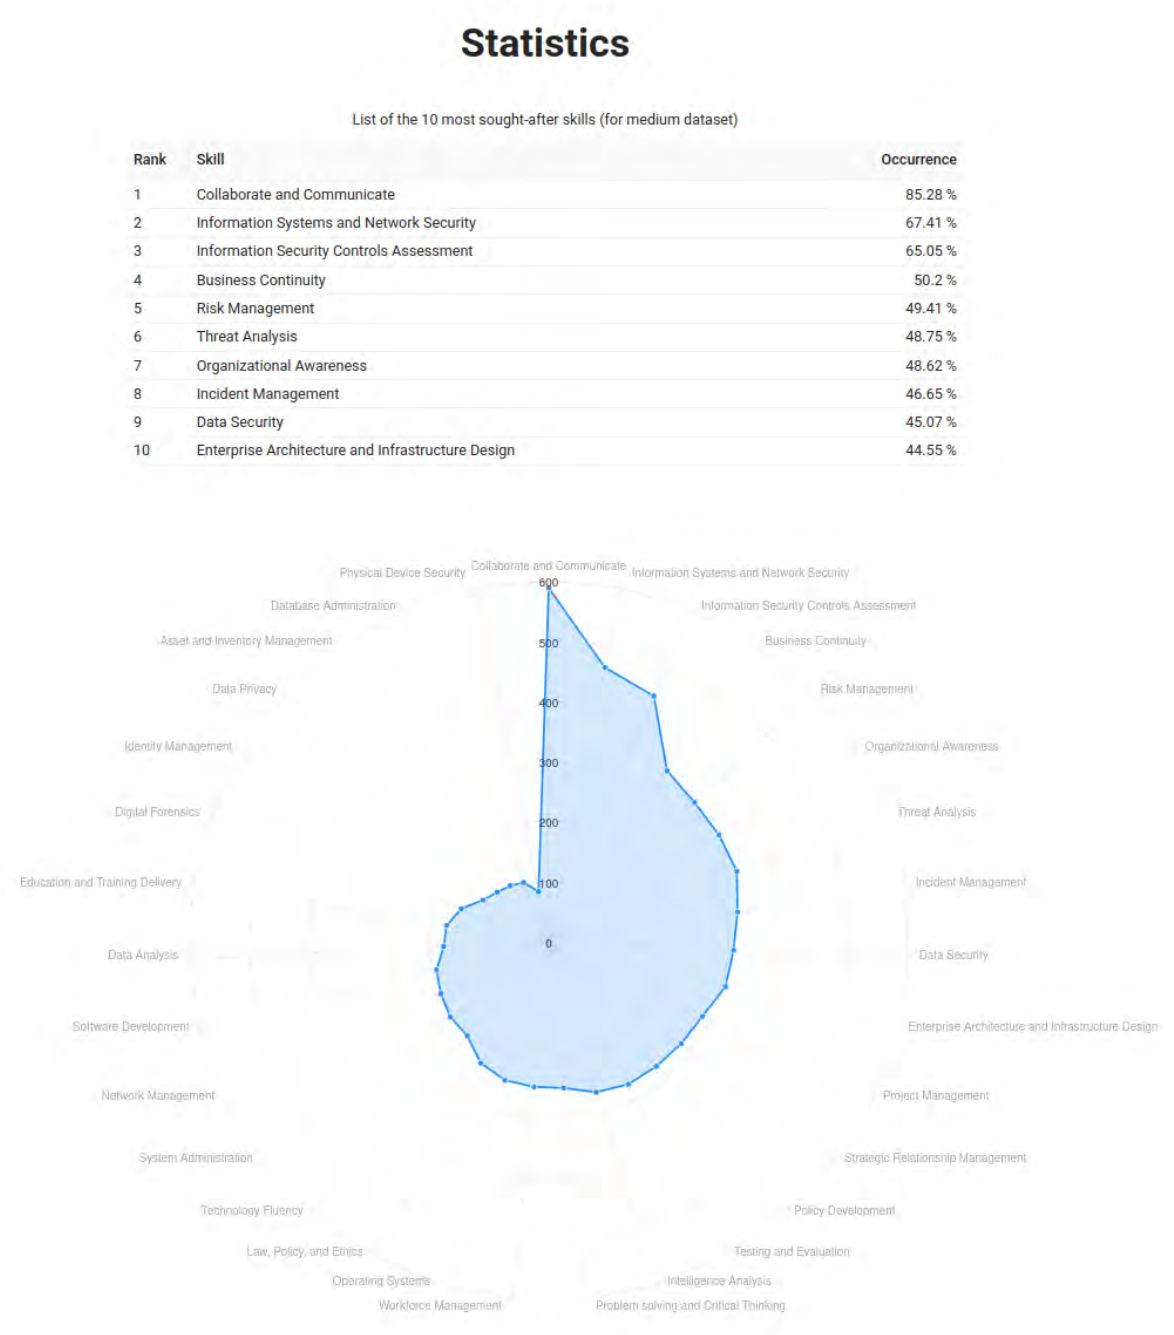 Statistics
List of the 10 most sought-after skills (for medium dataset)
Rank Skill Occurrence
1 Collaborate and Communicate 85.28 %
2 Information Systems and Network Security 67.41 %
3 Information Security Controls Assessment 65.05 %
4 Business Continuity 50.2 %
5 Risk Management 49.41 %
6 Threat Analysis 48.75 %
7 Organizational Awareness 48.62 %
8 Incident Management 46.65 %
9 Data Security 45.07 %
10 Enterprise Architecture and Infrastructure Design 44.55 %
Physical Device Security Collaborate and Communicate Information Systems and Network Security
600
Database Administration Information Security Controls Assessment
Asset and Inventory Management 500 Business Continuity
Data Privacy Risk Management
400
Identity Management Organizational Awareness
300
Digital Forensics Threat Analysis
200
Education and Training Delivery 100 Incident Management
0
Data Analysis Data Security
Software Development Enterprise Architecture and Infrastructure Design
Network Management Project Management
System Administration Strategic Relationship Management
Technology Fluency Policy Development
Law, Policy, and Ethics Testing and Evaluation
Operating Systems Intelligence Analysis
Workforce Management Problem solving and Critical Thinking